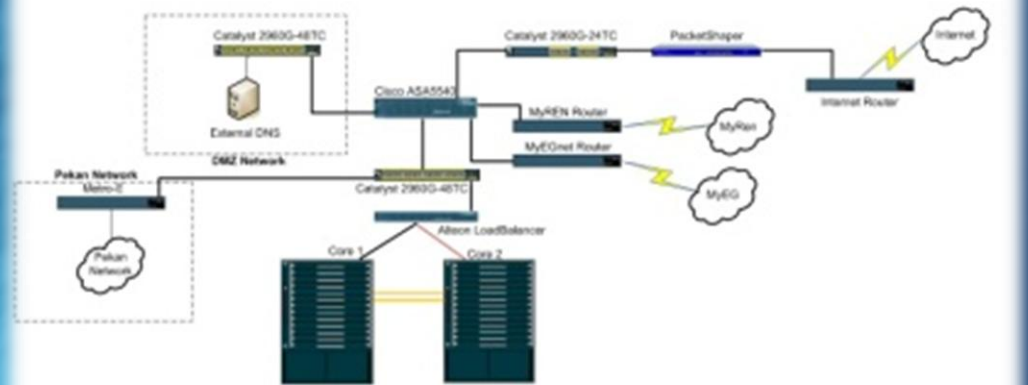 Catalyst 2960G-48TC
External DNS
DMZ Network
Catalyst 2960G-24TC
PacketShaper
Internet
Internet Router
Cisco ASA5540
MyREN Router
MyRen
MyEGnet Router
MyEG
Pekan Network
Metro-E
Pekan
Network
Catalyst 2960G-48TC
Alteon LoadBalancer
Core 1
Core 2